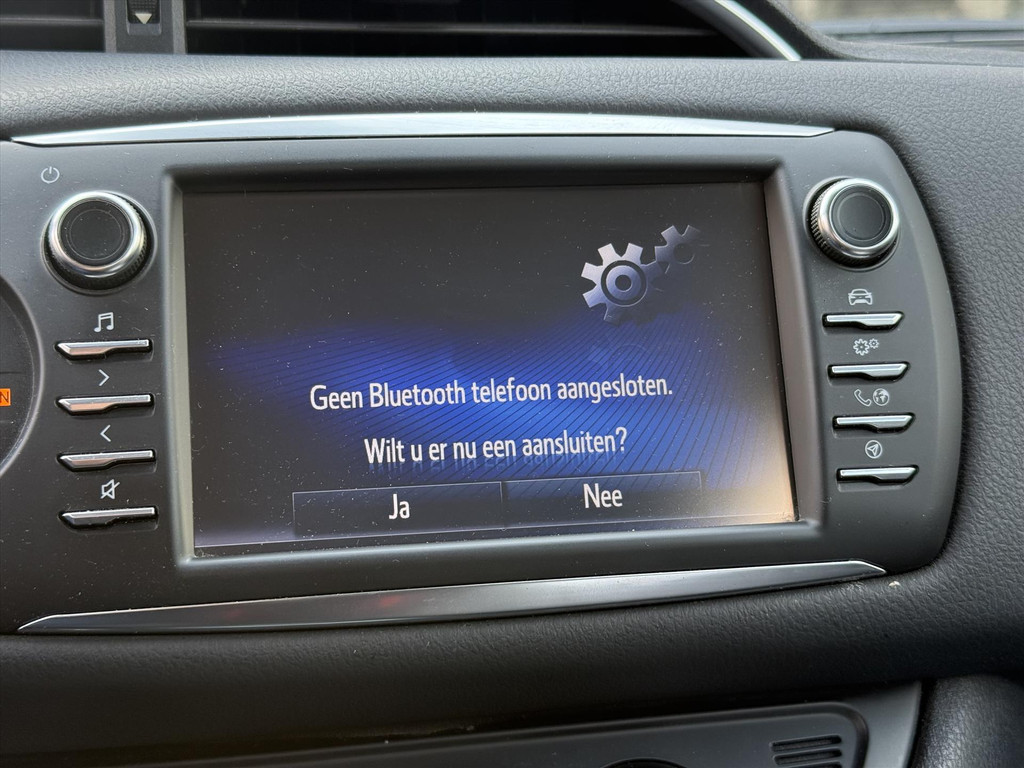 Geen Bluetooth telefoon aangesloten.
Wilt u er nu een aansluiten?
Ja
Nee